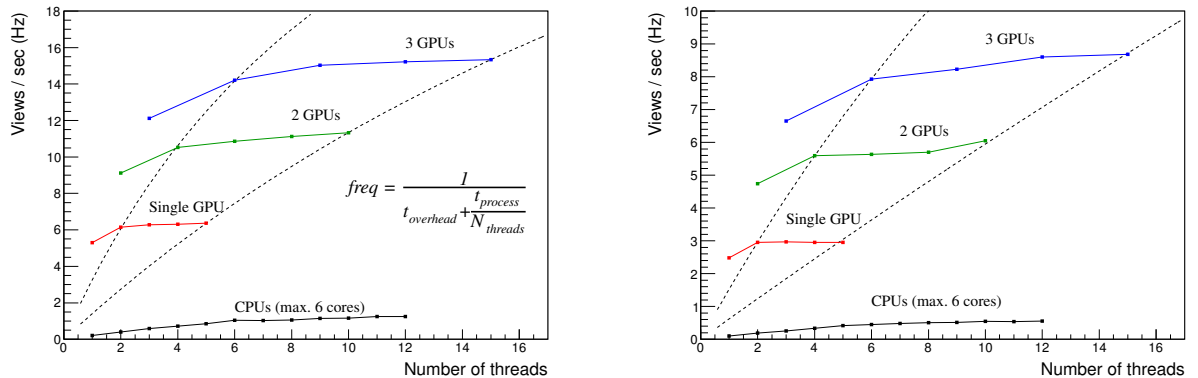 Views / sec (Hz)
18
16
14
12
10
8
6
4
2
0
3 GPUs
2 GPUs
Single GPU
CPUs (max. 6 cores)
freq = 1 / (t_overhead + t_process / N_threads)
0 2 4 6 8 10 12 14 16
Number of threads
Views / sec (Hz)
10
9
8
7
6
5
4
3
2
1
0
3 GPUs
2 GPUs
Single GPU
CPUs (max. 6 cores)
0 2 4 6 8 10 12 14 16
Number of threads